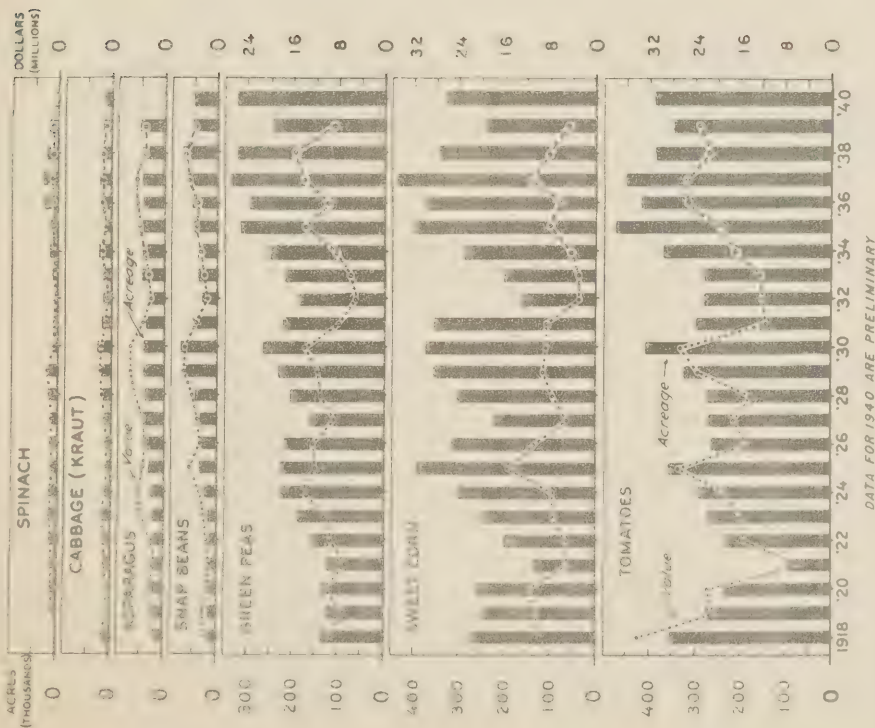 ACRES
(THOUSANDS)
DOLLARS
(MILLIONS)
SPINACH
0
0
CABBAGE (KRAUT)
0
0
ASPARAGUS
Value
Acreage
0
0
SNAP BEANS
0
0
GREEN PEAS
300
200
100
0
24
16
8
0
SWEET CORN
400
300
200
100
0
32
24
16
8
0
TOMATOES
Value
Acreage
400
300
200
100
0
32
24
16
8
0
1918 '20 '22 '24 '26 '28 '30 '32 '34 '36 '38 '40
DATA FOR 1940 ARE PRELIMINARY